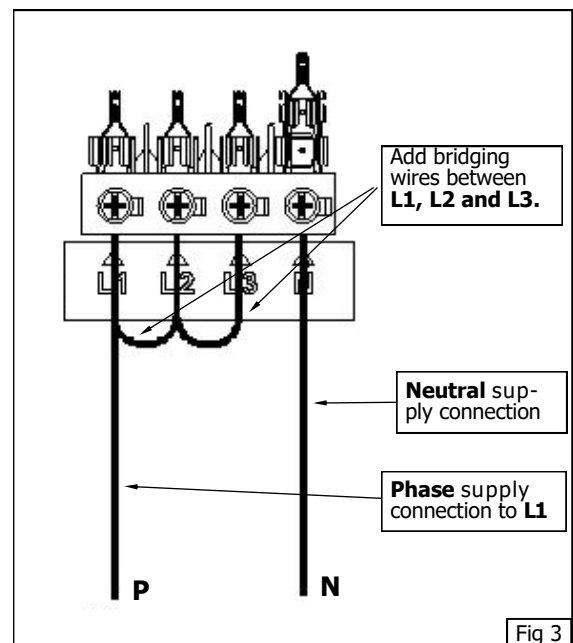 Add bridging
wires between
L1, L2 and L3.
L1 L2 L3 N
Neutral sup-
ply connection
Phase supply
connection to L1
P N
Fig 3